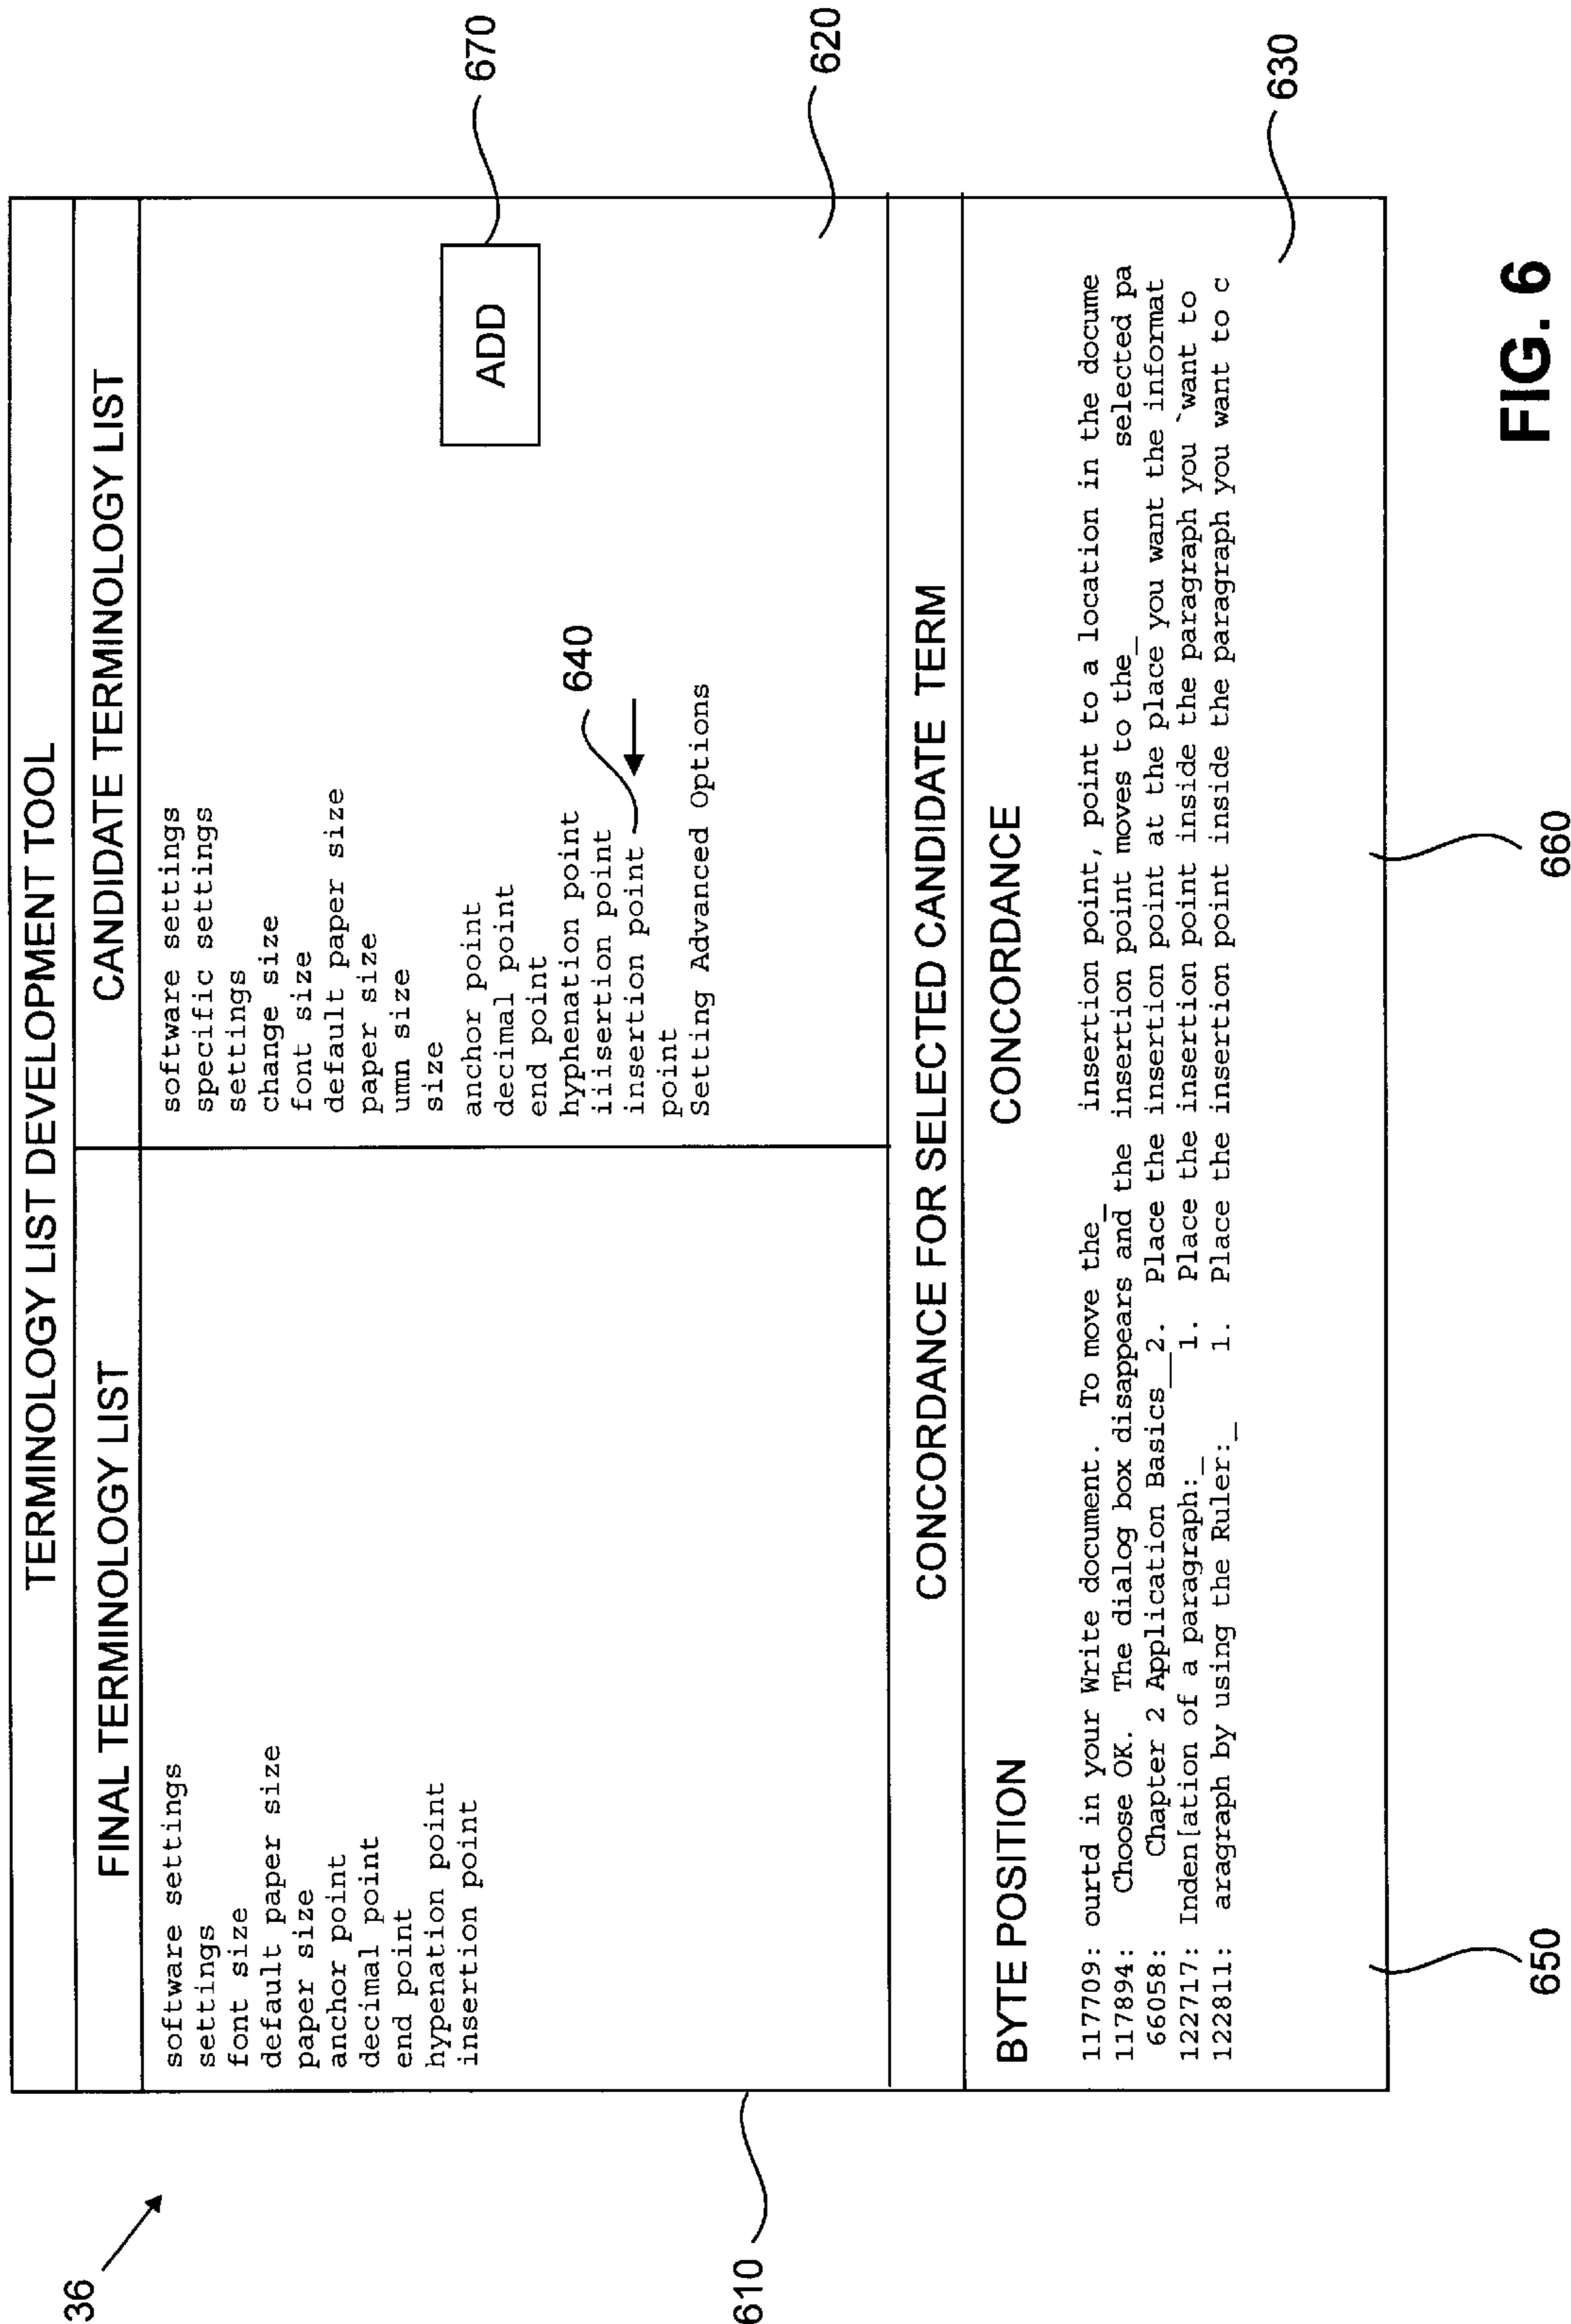 36
TERMINOLOGY LIST DEVELOPMENT TOOL
FINAL TERMINOLOGY LIST
software settings
settings
font size
default paper size
paper size
anchor point
decimal point
end point
hypenation point
insertion point
610
CANDIDATE TERMINOLOGY LIST
software settings
specific settings
settings
change size
font size
default paper size
paper size
umn size
size
anchor point
decimal point
end point
hyphenation point
iiisertion point
insertion point
point
Setting Advanced Options
640
ADD
670
620
CONCORDANCE FOR SELECTED CANDIDATE TERM
BYTE POSITION CONCORDANCE
117709: ourtd in your Write document. To move the_ insertion point, point to a location in the docume
117894: Choose OK. The dialog box disappears and the insertion point moves to the_ selected pa
66058: Chapter 2 Application Basics__2. Place the insertion point at the place you want the informat
122717: Inden[ation of a paragraph:_ 1. Place the insertion point inside the paragraph you `want to
122811: aragraph by using the Ruler:_ 1. Place the insertion point inside the paragraph you want to c
630
650
660
FIG. 6